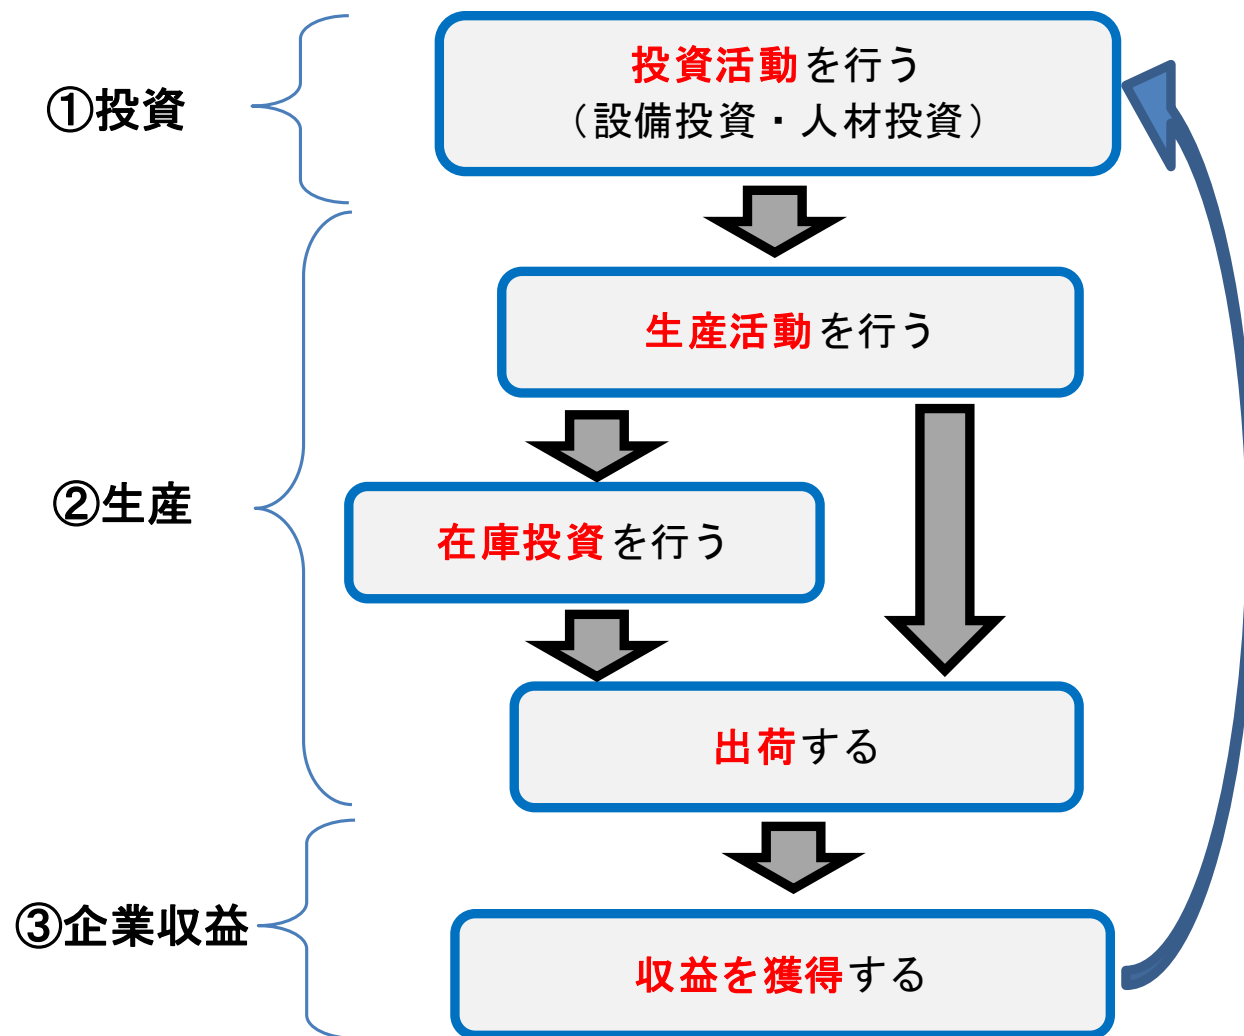 ①投資
投資活動を行う
（設備投資・人材投資）
②生産
生産活動を行う
在庫投資を行う
出荷する
③企業収益
収益を獲得する